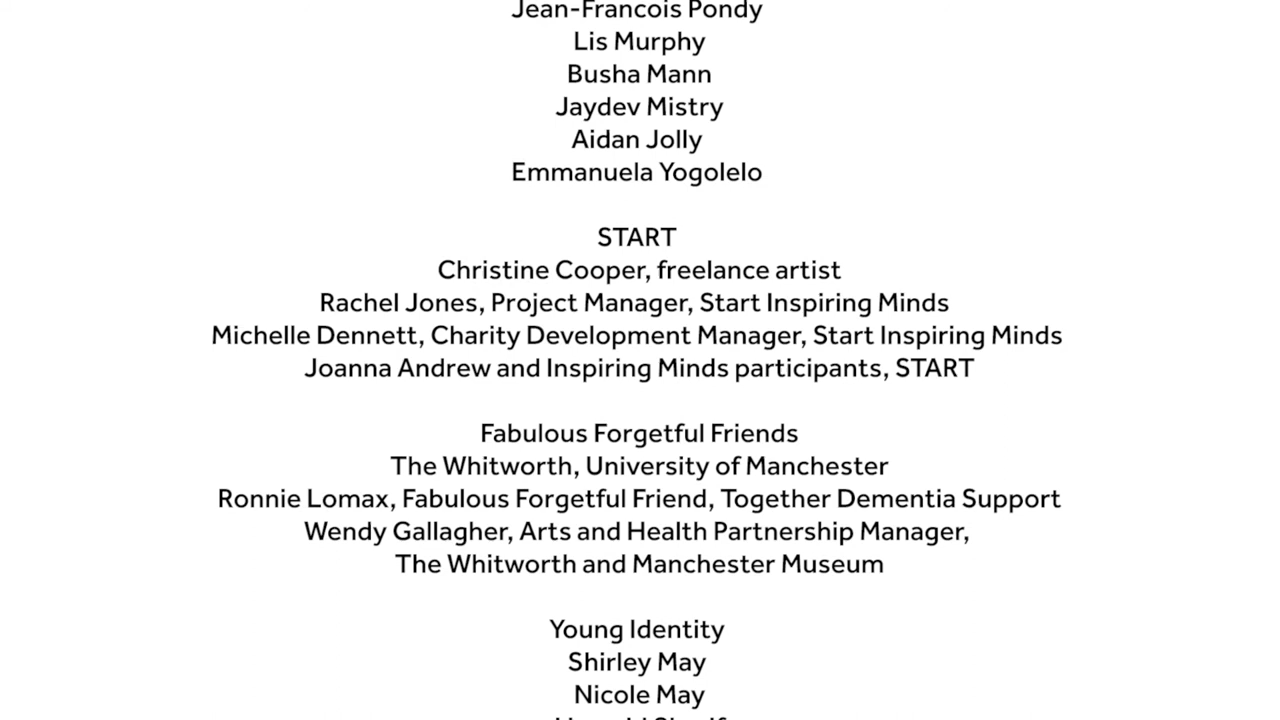 Jean-Francois Pondy
Lis Murphy
Busha Mann
Jaydev Mistry
Aidan Jolly
Emmanuela Yogolelo
START
Christine Cooper, freelance artist
Rachel Jones, Project Manager, Start Inspiring Minds
Michelle Dennett, Charity Development Manager, Start Inspiring Minds
Joanna Andrew and Inspiring Minds participants, START
Fabulous Forgetful Friends
The Whitworth, University of Manchester
Ronnie Lomax, Fabulous Forgetful Friend, Together Dementia Support
Wendy Gallagher, Arts and Health Partnership Manager,
The Whitworth and Manchester Museum
Young Identity
Shirley May
Nicole May